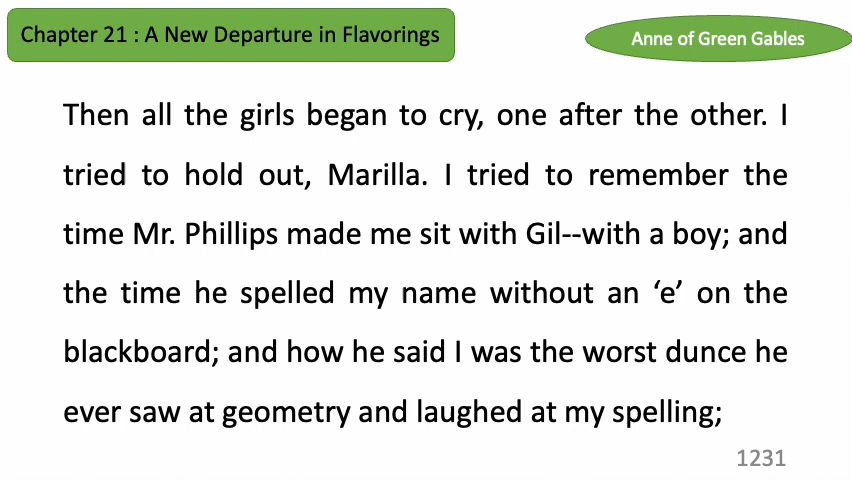 Chapter 21 : A New Departure in Flavorings
Anne of Green Gables
Then all the girls began to cry, one after the other. I
tried to hold out, Marilla. I tried to remember the
time Mr. Phillips made me sit with Gil--with a boy; and
the time he spelled my name without an ‘e’ on the
blackboard; and how he said I was the worst dunce he
ever saw at geometry and laughed at my spelling;
1231